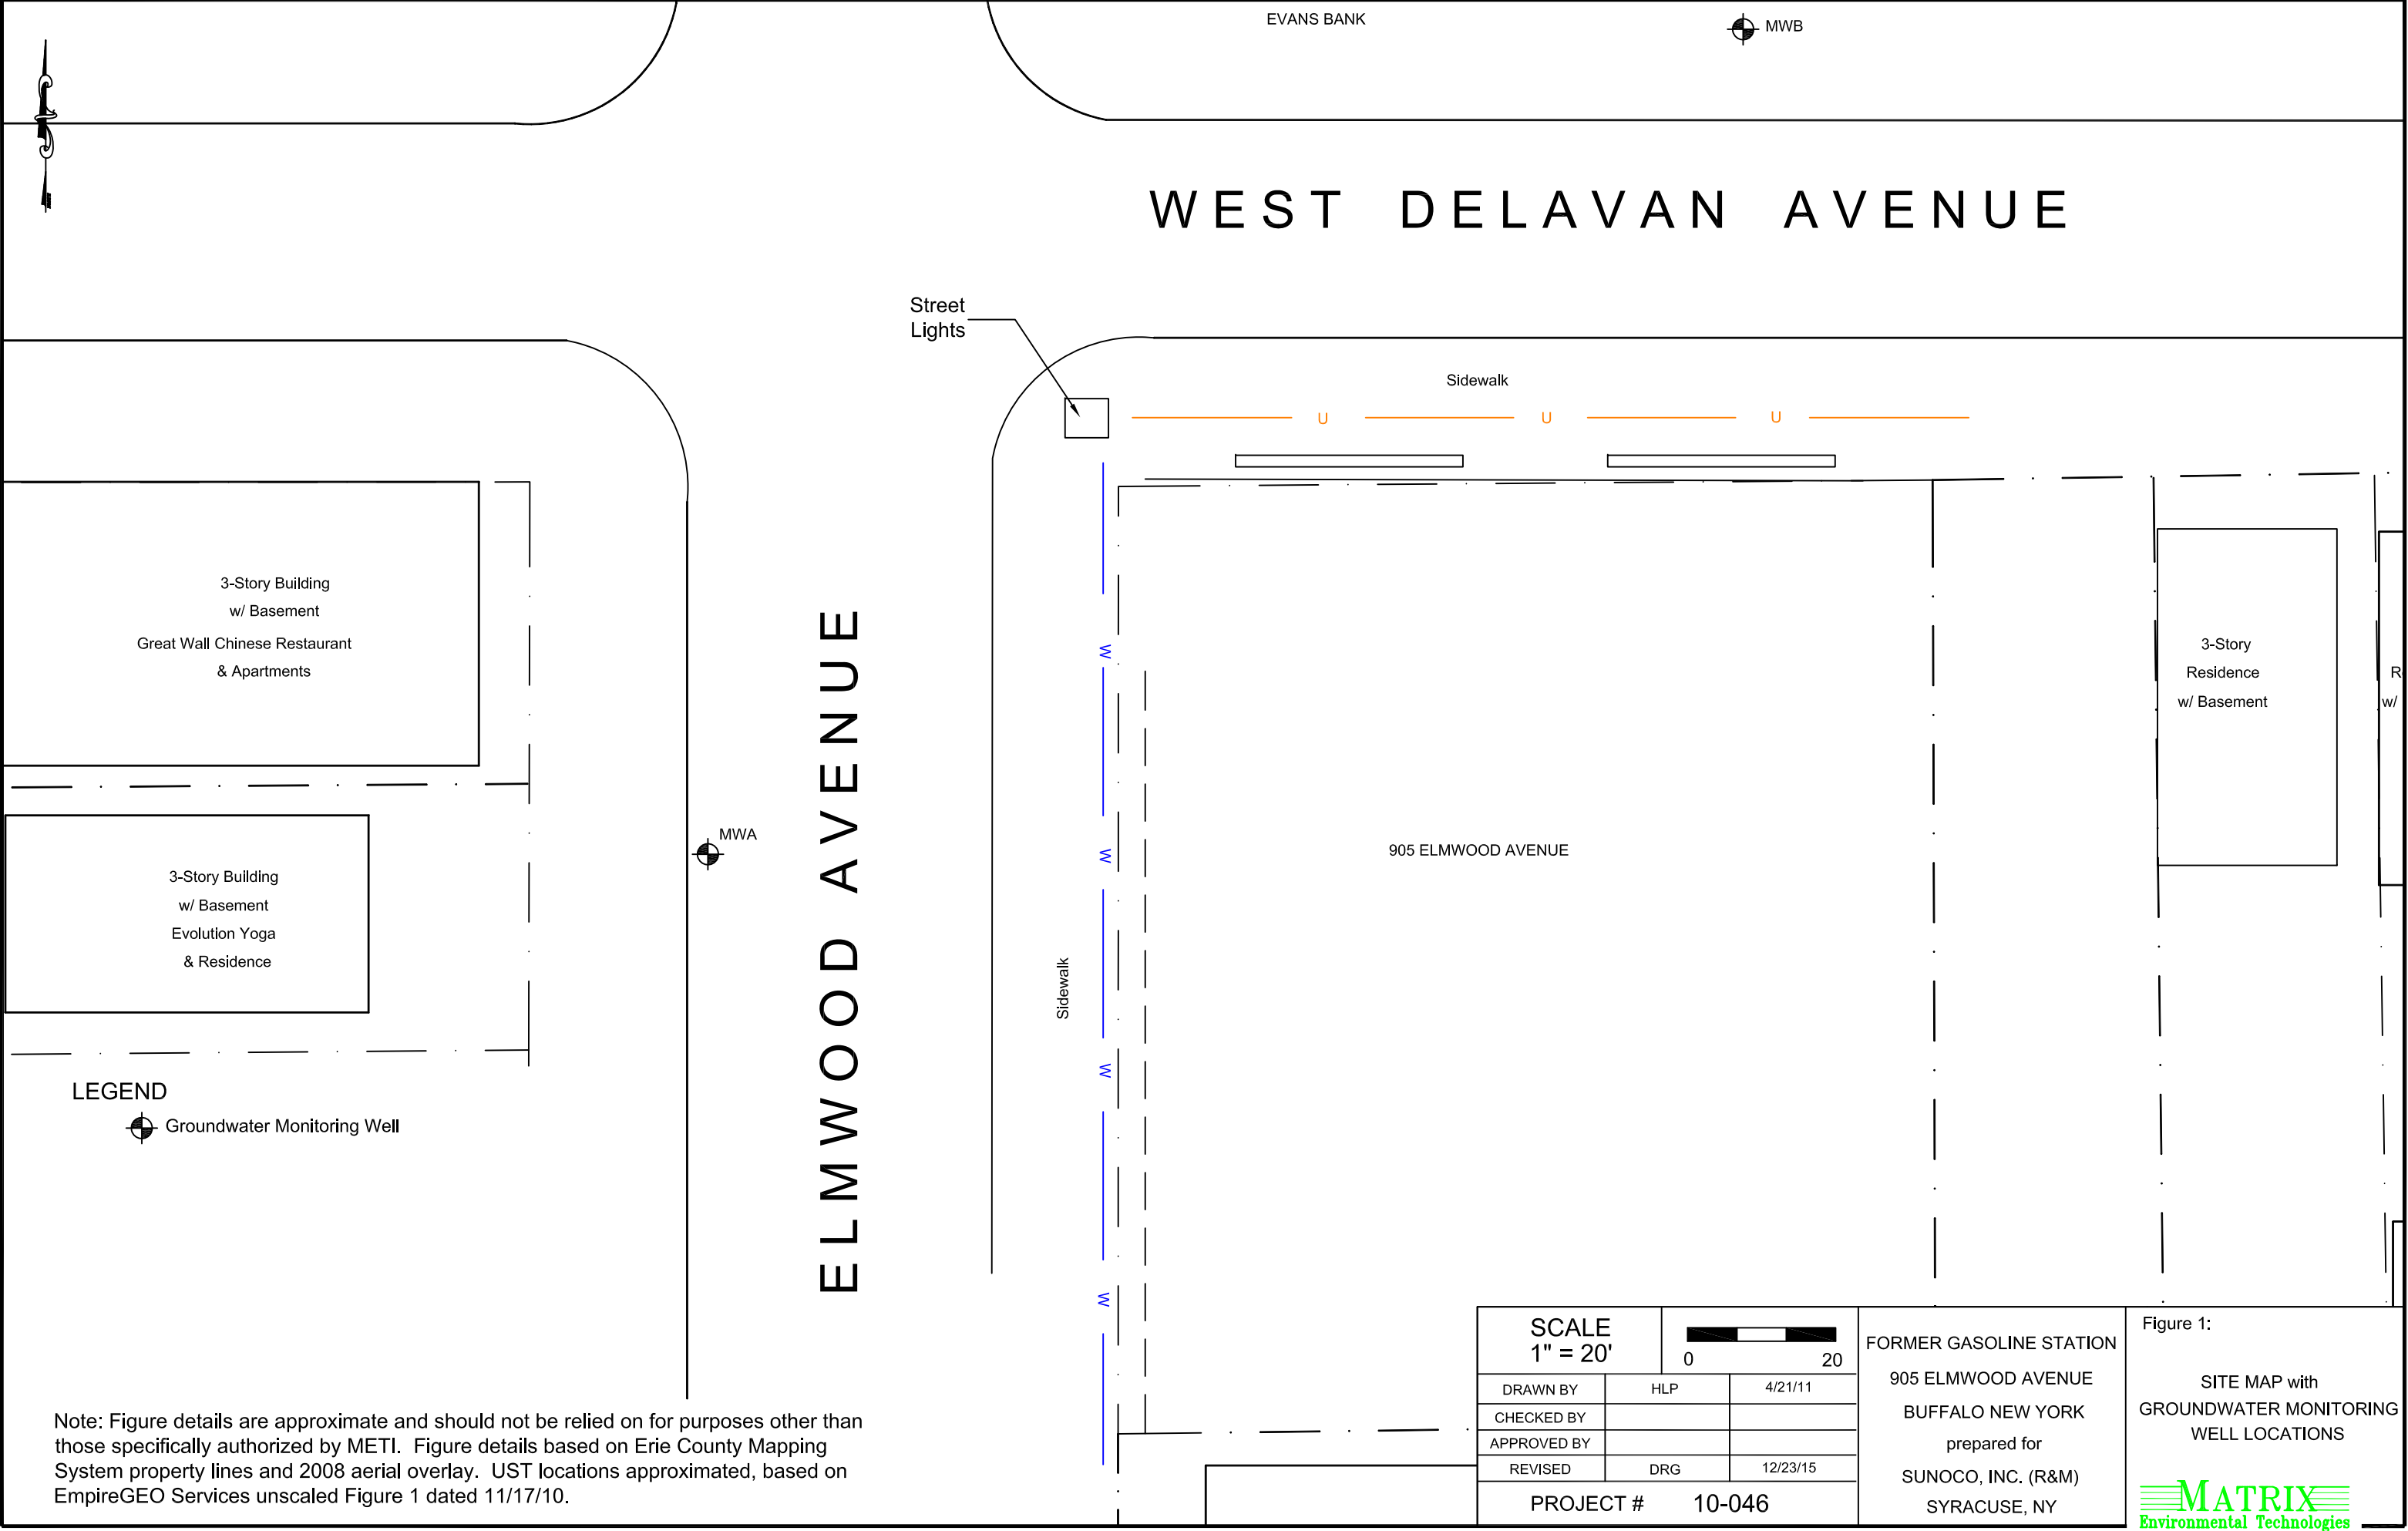 EVANS BANK
MWB
WEST DELAVAN AVENUE
Street
Lights
Sidewalk
U U U
3-Story Building
w/ Basement
Great Wall Chinese Restaurant
& Apartments
3-Story Building
w/ Basement
Evolution Yoga
& Residence
MWA
ELMWOOD AVENUE
Sidewalk
W
W
W
W
905 ELMWOOD AVENUE
3-Story
Residence
w/ Basement
R
w/
LEGEND
Groundwater Monitoring Well
Note: Figure details are approximate and should not be relied on for purposes other than
those specifically authorized by METI. Figure details based on Erie County Mapping
System property lines and 2008 aerial overlay. UST locations approximated, based on
EmpireGEO Services unscaled Figure 1 dated 11/17/10.
SCALE
1" = 20'
0 20
DRAWN BY HLP 4/21/11
CHECKED BY
APPROVED BY
REVISED DRG 12/23/15
PROJECT # 10-046
FORMER GASOLINE STATION
905 ELMWOOD AVENUE
BUFFALO NEW YORK
prepared for
SUNOCO, INC. (R&M)
SYRACUSE, NY
Figure 1:
SITE MAP with
GROUNDWATER MONITORING
WELL LOCATIONS
MATRIX
Environmental Technologies